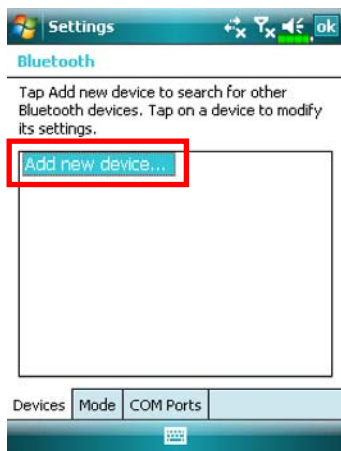 Settings ok
Bluetooth
Tap Add new device to search for other
Bluetooth devices. Tap on a device to modify
its settings.
Add new device...
Devices Mode COM Ports